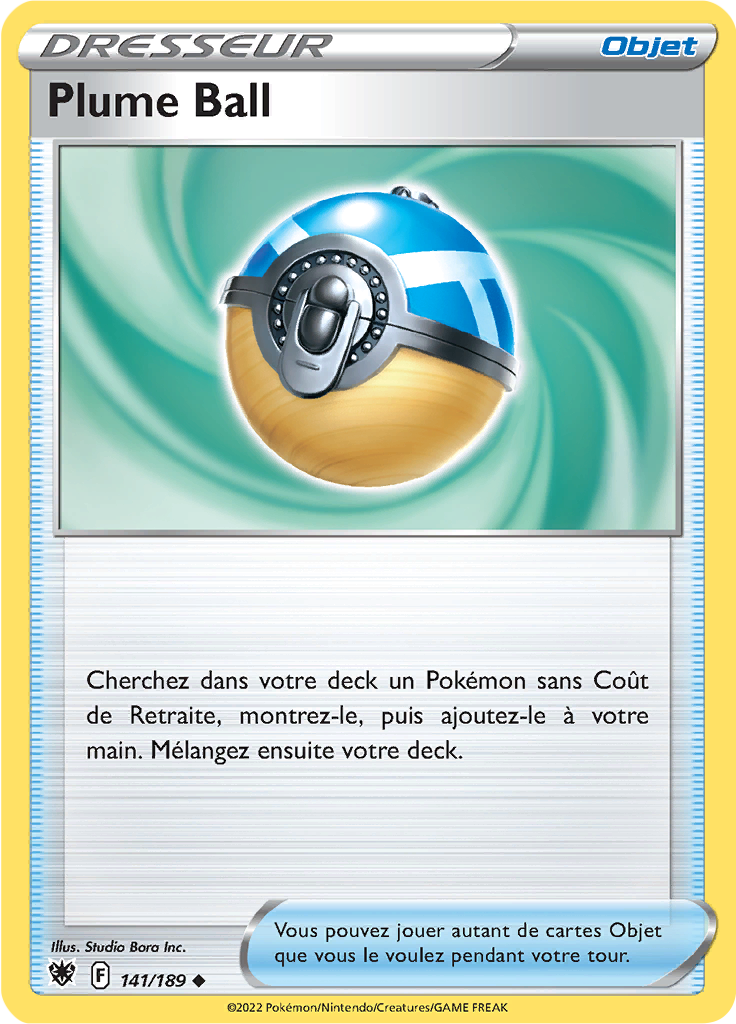 DRESSEUR Objet
Plume Ball
Cherchez dans votre deck un Pokémon sans Coût
de Retraite, montrez-le, puis ajoutez-le à votre
main. Mélangez ensuite votre deck.
Vous pouvez jouer autant de cartes Objet
que vous le voulez pendant votre tour.
Illus. Studio Bora Inc.
F 141/189
©2022 Pokémon/Nintendo/Creatures/GAME FREAK